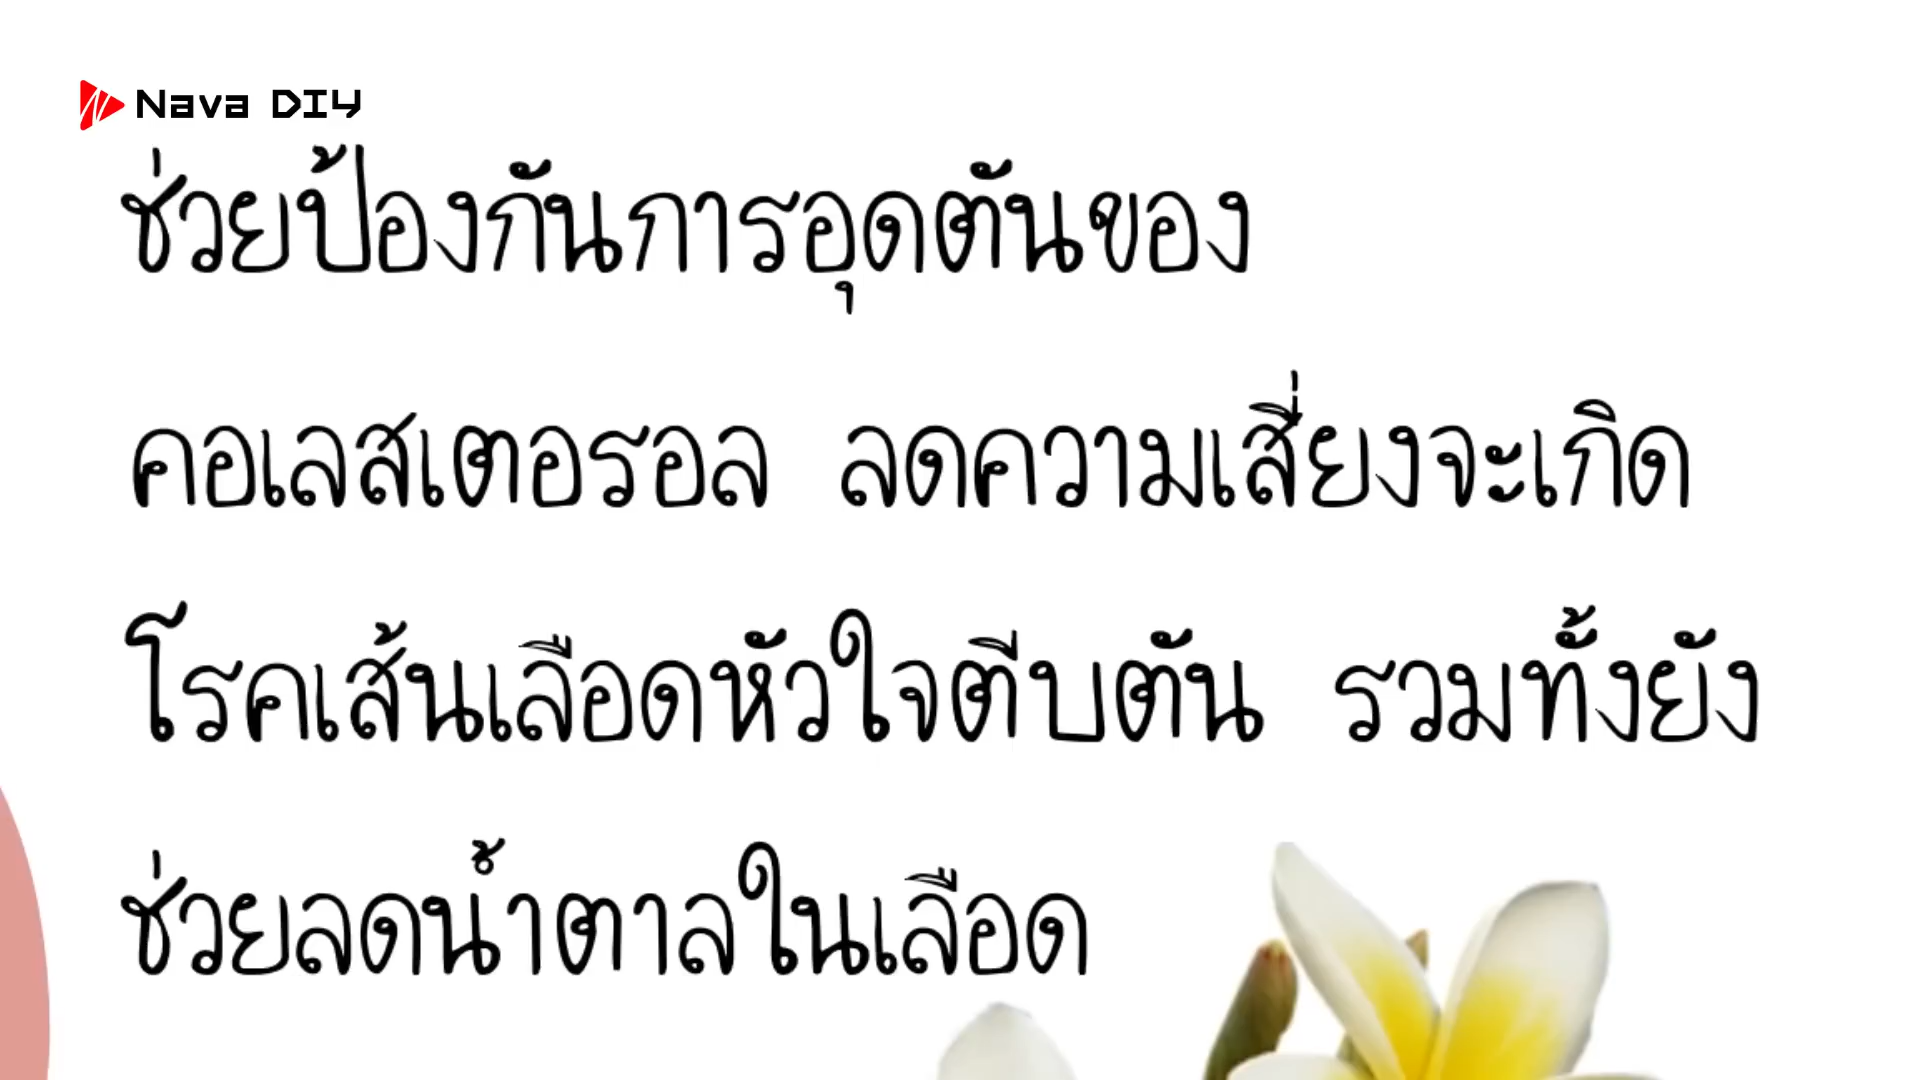 Nava DIY
ช่วยป้องกันการอุดตันของ
คอเลสเตอรอล ลดความเสี่ยงจะเกิด
โรคเส้นเลือดหัวใจตีบตัน รวมทั้งยัง
ช่วยลดน้ำตาลในเลือด